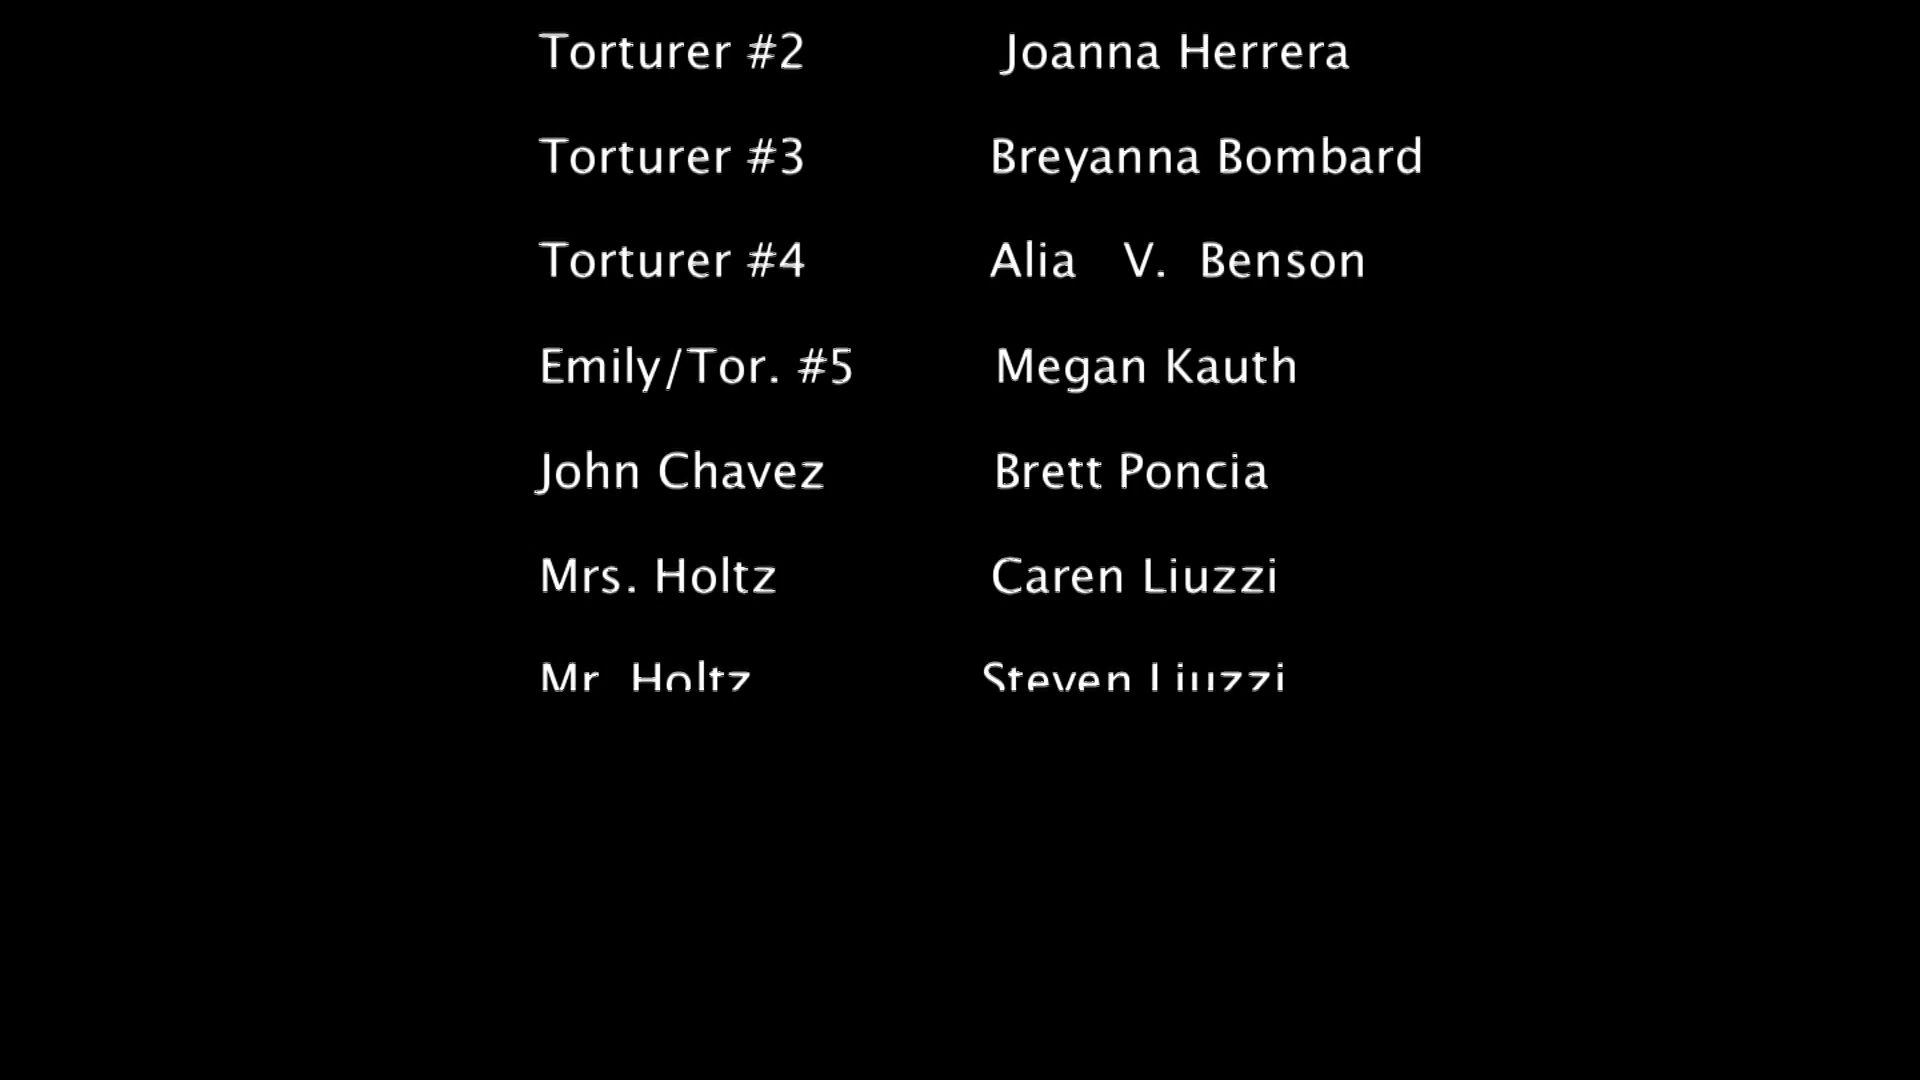 Torturer #2 Joanna Herrera
Torturer #3 Breyanna Bombard
Torturer #4 Alia V. Benson
Emily/Tor. #5 Megan Kauth
John Chavez Brett Poncia
Mrs. Holtz Caren Liuzzi
Mr Holtz Steven Liuzzi